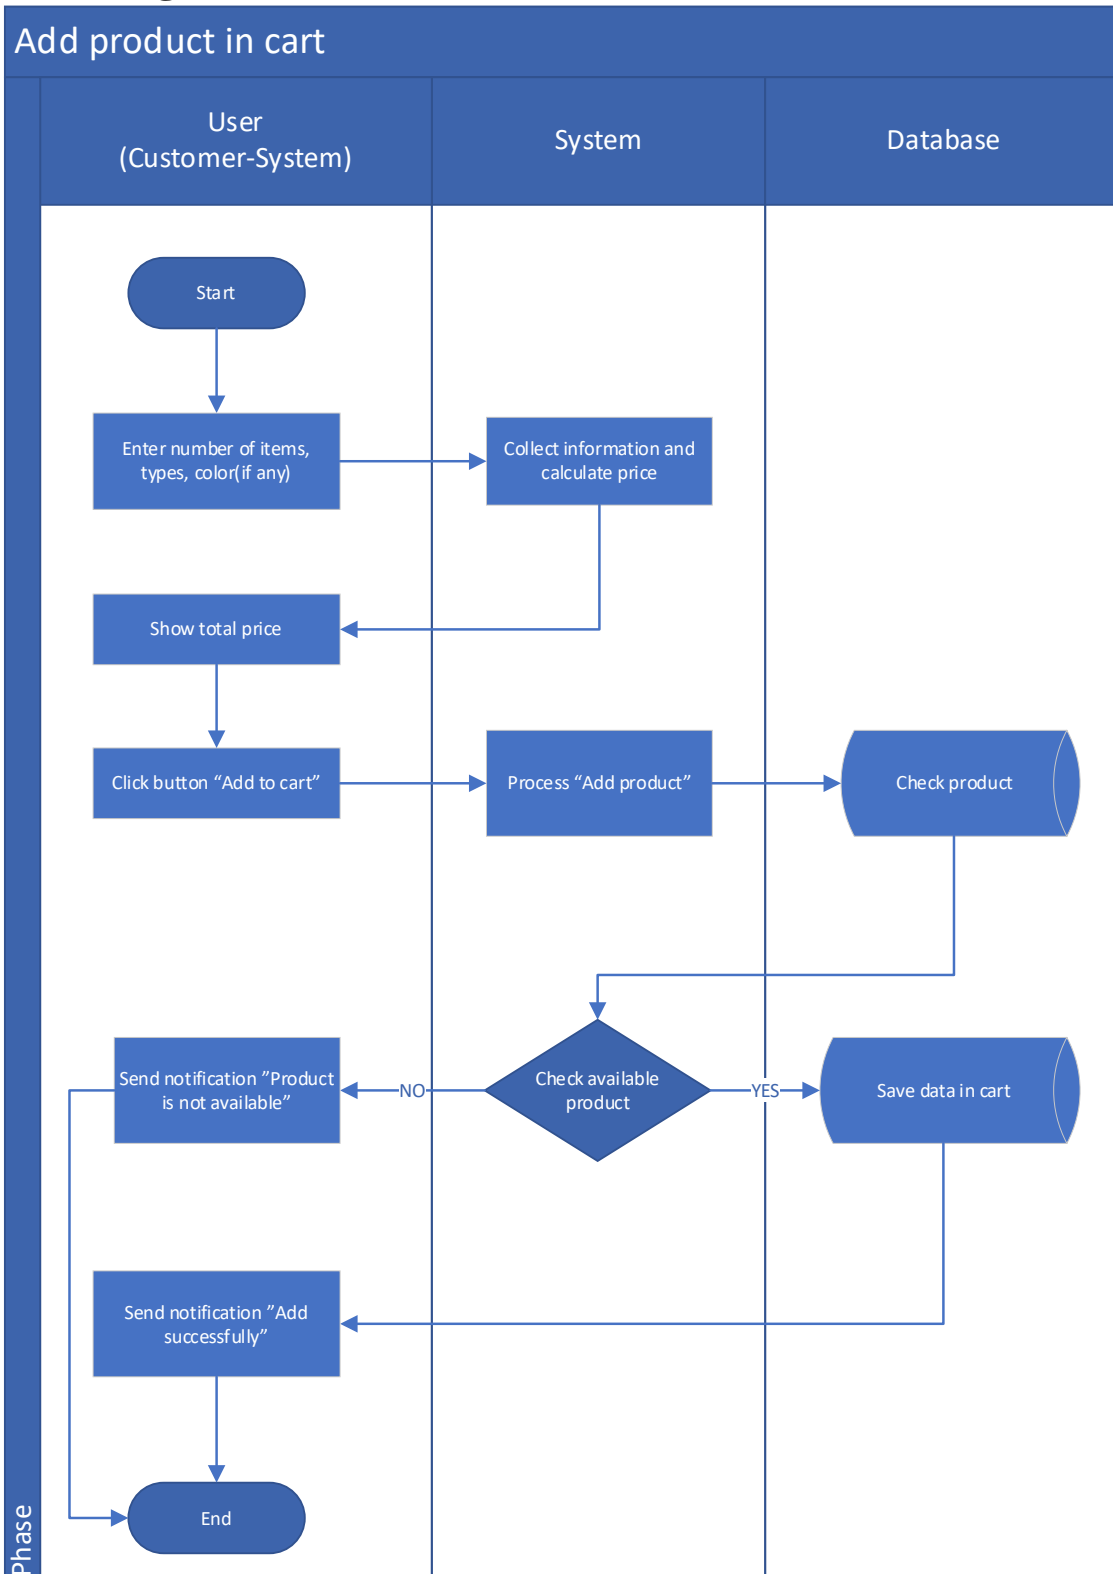 Add product in cart
User
(Customer-System)
System
Database
Start
Enter number of items,
types, color(if any)
Collect information and
calculate price
Show total price
Click button “Add to cart”
Process “Add product”
Check product
Send notification ”Product
is not available”
NO
Check available
product
YES
Save data in cart
Send notification ”Add
successfully”
End
Phase